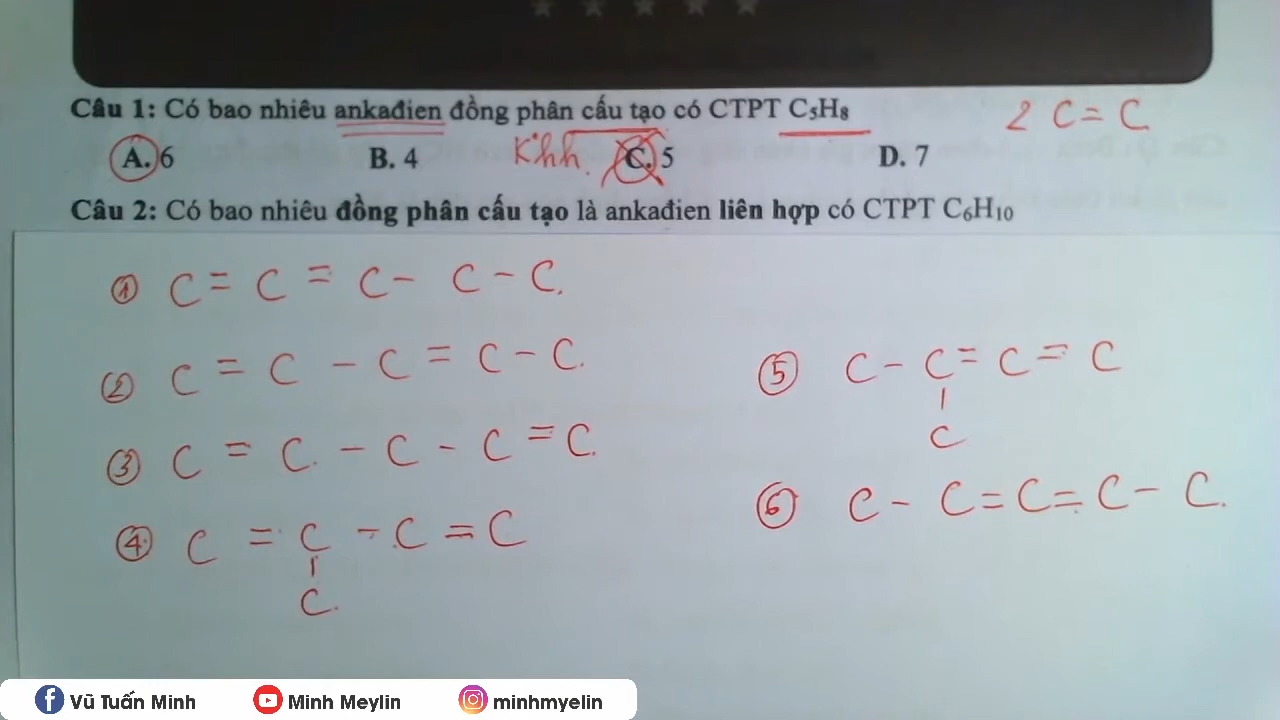 Câu 1: Có bao nhiêu ankađien đồng phân cấu tạo có CTPT C₅H₈
2 C = C
A. 6 B. 4 K hh. C. 5 D. 7
Câu 2: Có bao nhiêu đồng phân cấu tạo là ankađien liên hợp có CTPT C₆H₁₀
① C = C = C - C - C.
② C = C - C = C - C.
③ C = C. - C - C = C.
④ C = C - C = C
|
C.
⑤ C - C = C = C
|
C
⑥ C - C = C = C - C.
Vũ Tuấn Minh Minh Meylin minhmyelin